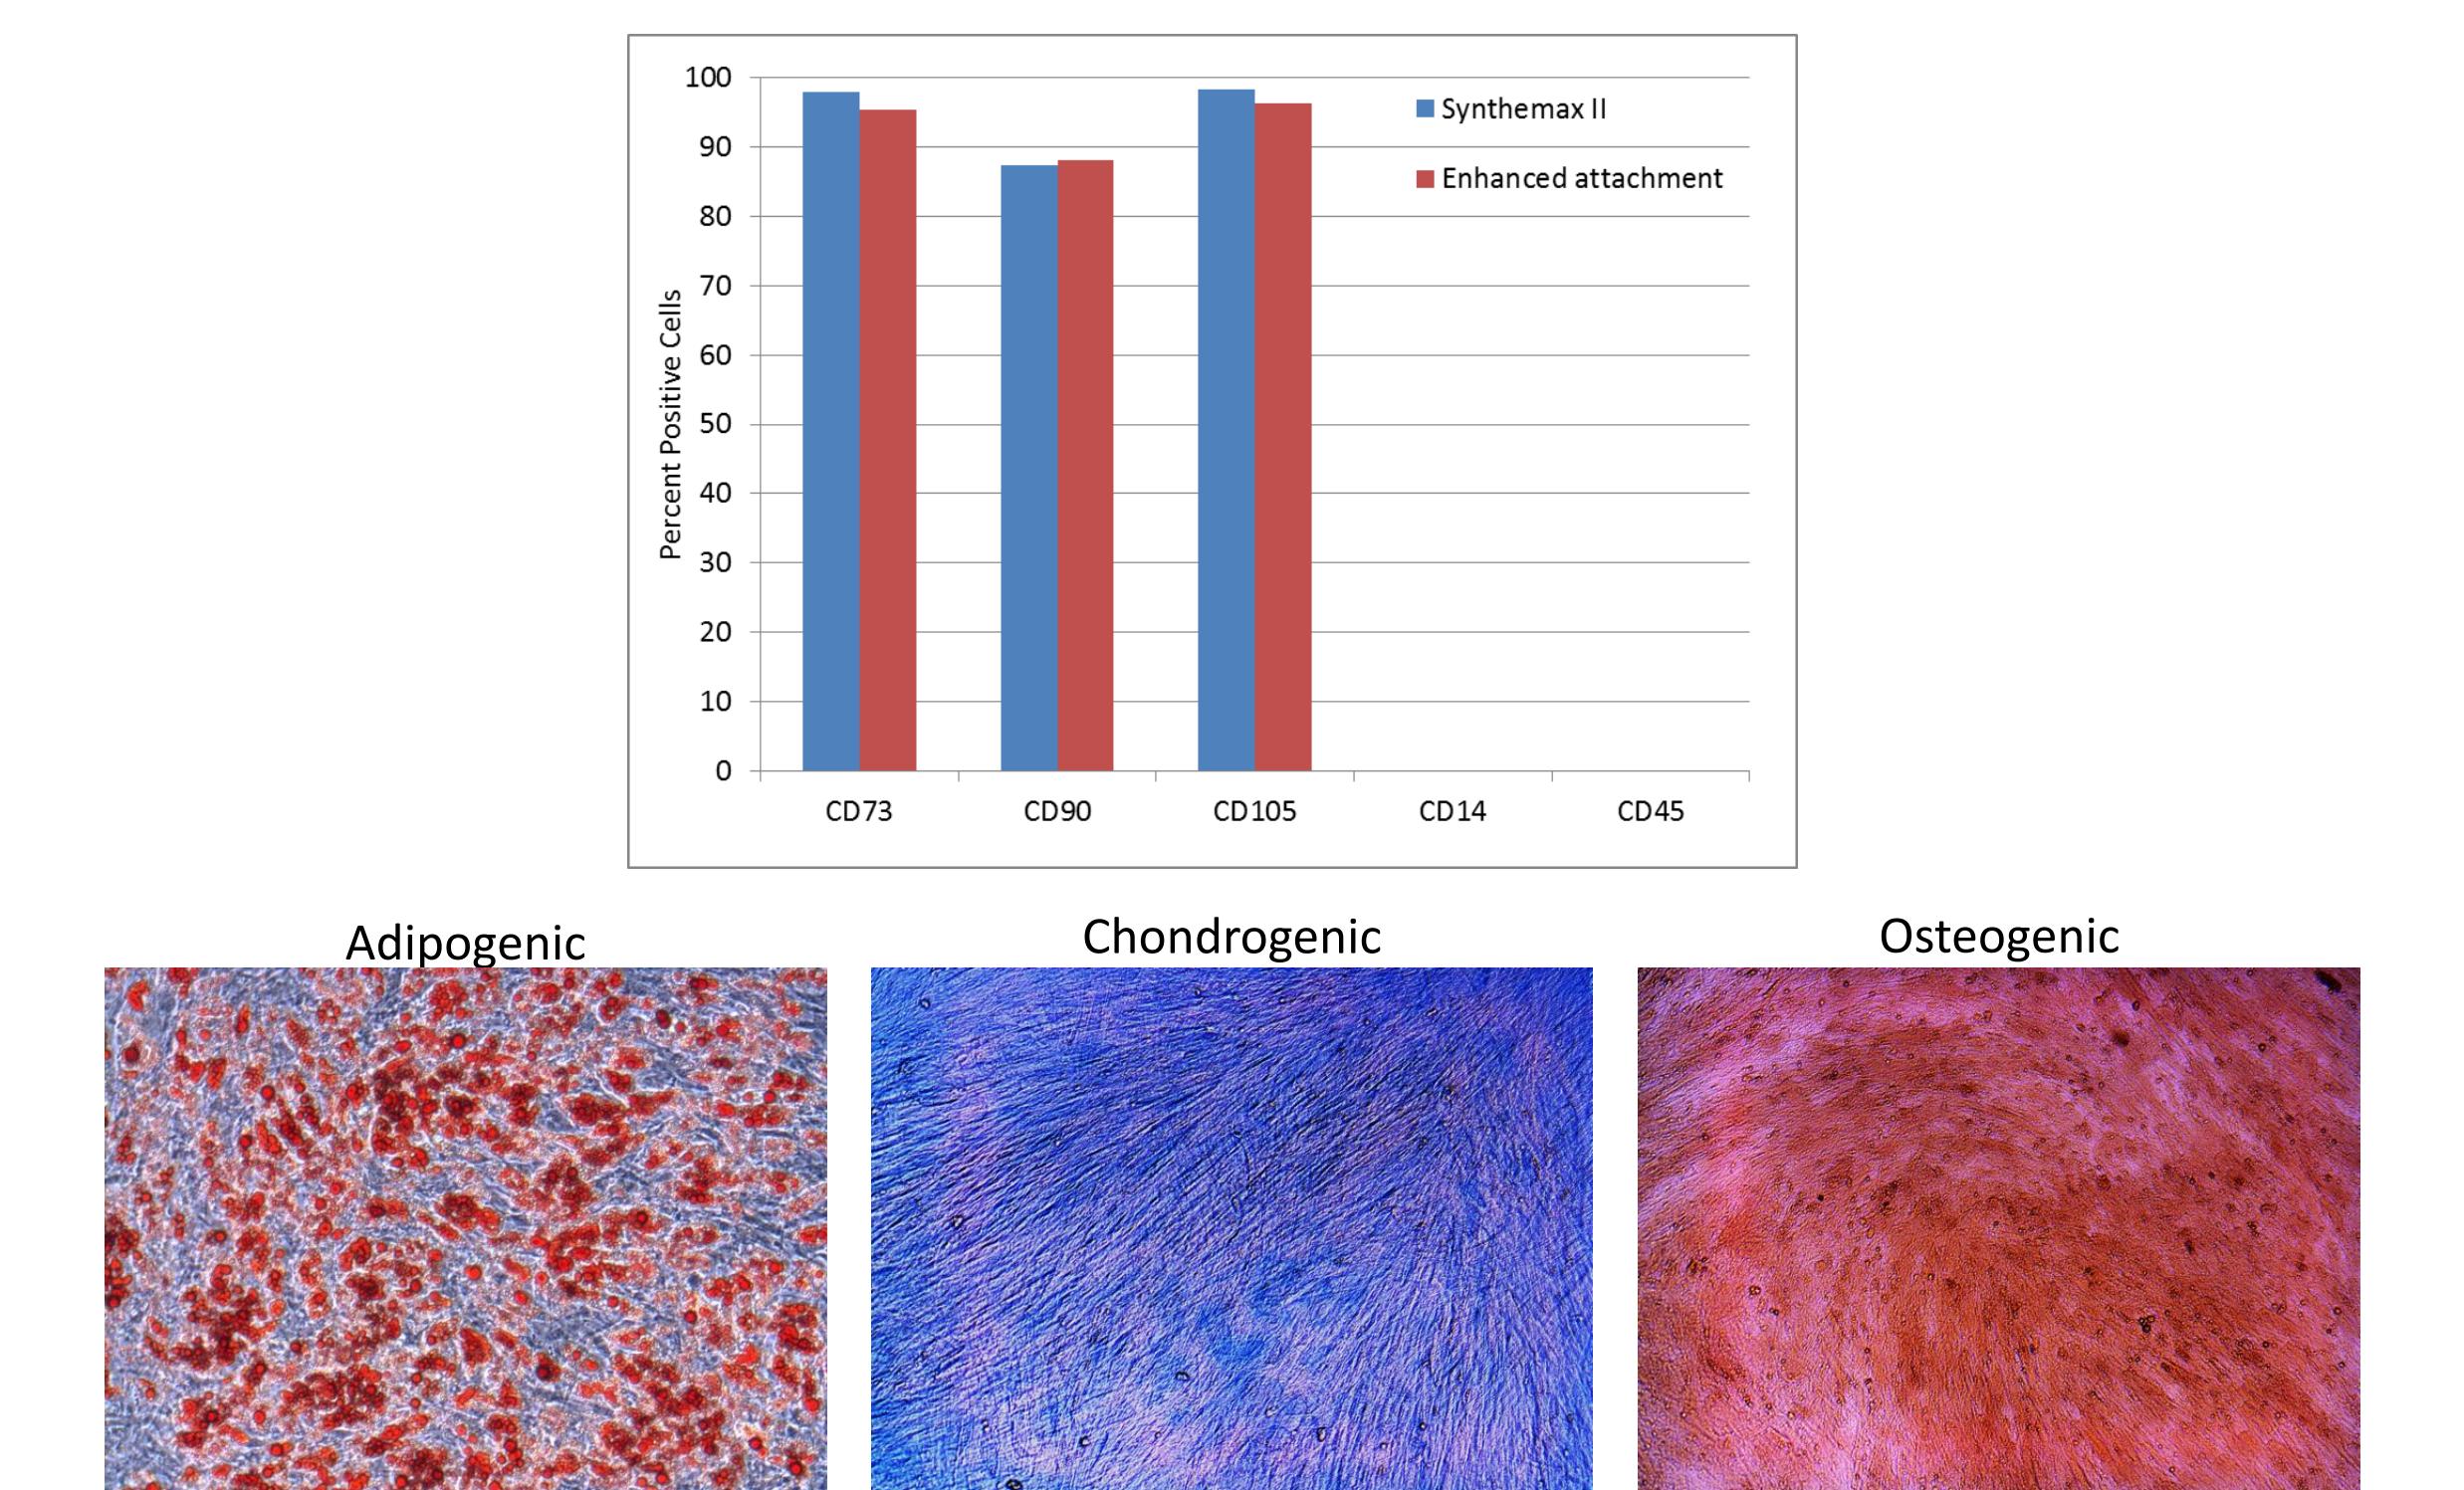 100
90
80
70
60
50
40
30
20
10
0
Percent Positive Cells
Synthemax II
Enhanced attachment
CD73 CD90 CD105 CD14 CD45
Adipogenic Chondrogenic Osteogenic